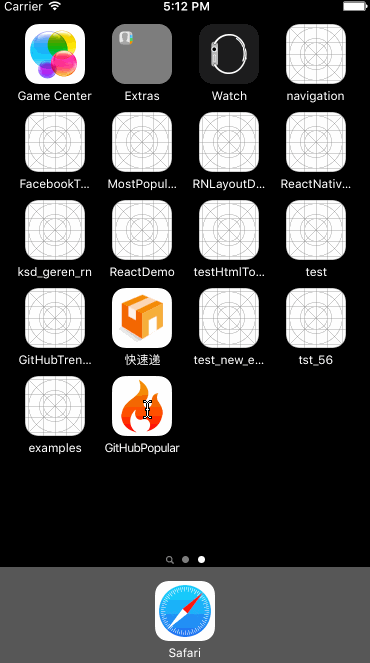 Carrier 5:12 PM
Game Center Extras Watch navigation
FacebookT... MostPopul... RNLayoutD... ReactNativ...
ksd_geren_rn ReactDemo testHtmlTo... test
GitHubTren... 快速递 test_new_e... tst_56
examples GitHubPopular
Safari